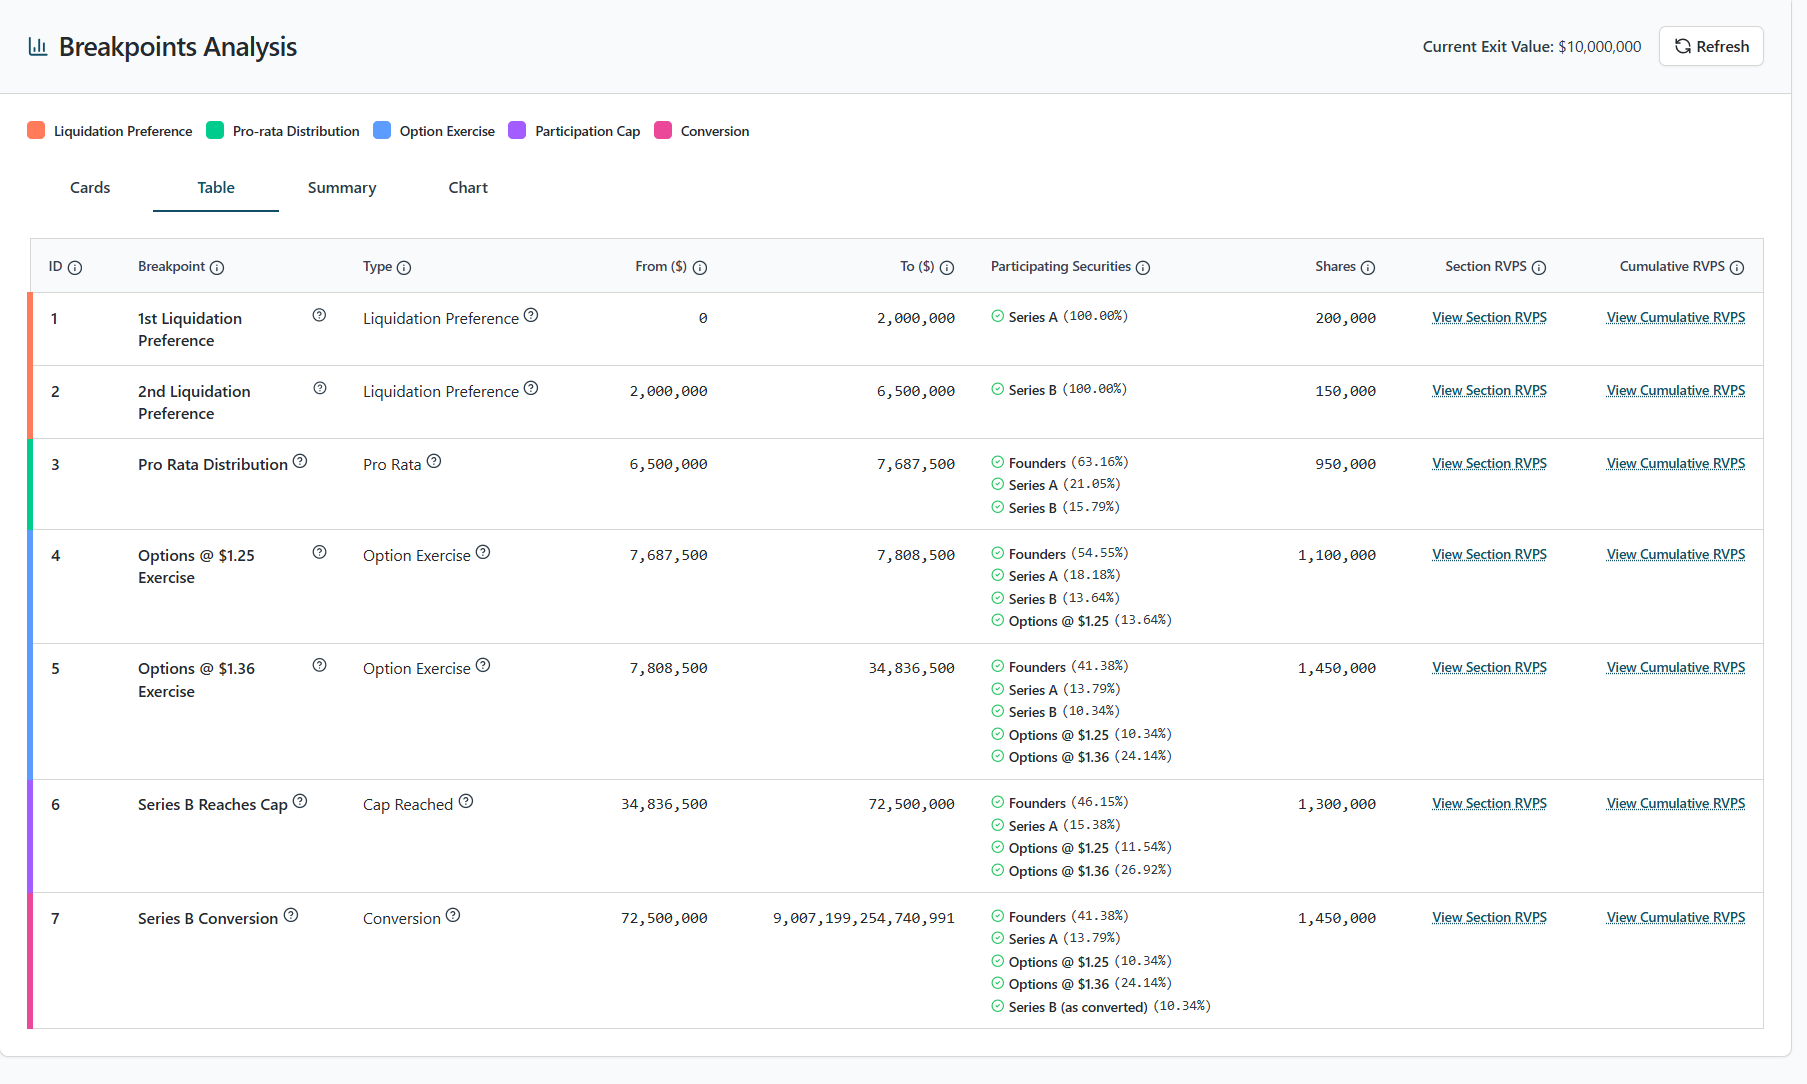 Breakpoints Analysis
Current Exit Value: $10,000,000
Refresh
Liquidation Preference
Pro-rata Distribution
Option Exercise
Participation Cap
Conversion
Cards
Table
Summary
Chart
ID Breakpoint Type From ($) To ($) Participating Securities Shares Section RVPS Cumulative RVPS
1 1st Liquidation Preference Liquidation Preference 0 2,000,000 Series A (100.00%) 200,000 View Section RVPS View Cumulative RVPS
2 2nd Liquidation Preference Liquidation Preference 2,000,000 6,500,000 Series B (100.00%) 150,000 View Section RVPS View Cumulative RVPS
3 Pro Rata Distribution Pro Rata 6,500,000 7,687,500 Founders (63.16%) 950,000 View Section RVPS View Cumulative RVPS
Series A (21.05%)
Series B (15.79%)
4 Options @ $1.25 Exercise Option Exercise 7,687,500 7,808,500 Founders (54.55%) 1,100,000 View Section RVPS View Cumulative RVPS
Series A (18.18%)
Series B (13.64%)
Options @ $1.25 (13.64%)
5 Options @ $1.36 Exercise Option Exercise 7,808,500 34,836,500 Founders (41.38%) 1,450,000 View Section RVPS View Cumulative RVPS
Series A (13.79%)
Series B (10.34%)
Options @ $1.25 (10.34%)
Options @ $1.36 (24.14%)
6 Series B Reaches Cap Cap Reached 34,836,500 72,500,000 Founders (46.15%) 1,300,000 View Section RVPS View Cumulative RVPS
Series A (15.38%)
Options @ $1.25 (11.54%)
Options @ $1.36 (26.92%)
7 Series B Conversion Conversion 72,500,000 9,007,199,254,740,991 Founders (41.38%) 1,450,000 View Section RVPS View Cumulative RVPS
Series A (13.79%)
Options @ $1.25 (10.34%)
Options @ $1.36 (24.14%)
Series B (as converted) (10.34%)